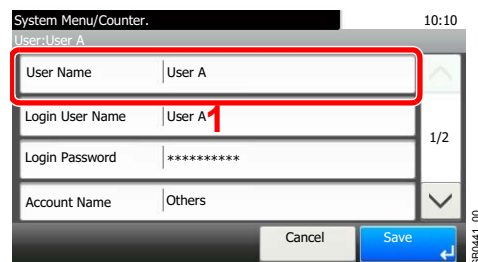 System Menu/Counter. 10:10
User:User A
User Name User A
Login User Name User A
1
1/2
Login Password **********
Account Name Others
Cancel Save